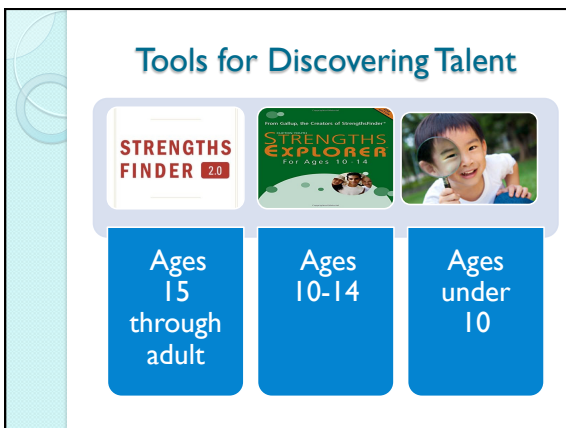 Tools for Discovering Talent
STRENGTHS
FINDER 2.0
From Gallup, the Creators of StrengthsFinder
STRENGTHS
EXPLORER
For Ages 10-14
Ages
15
through
adult
Ages
10-14
Ages
under
10